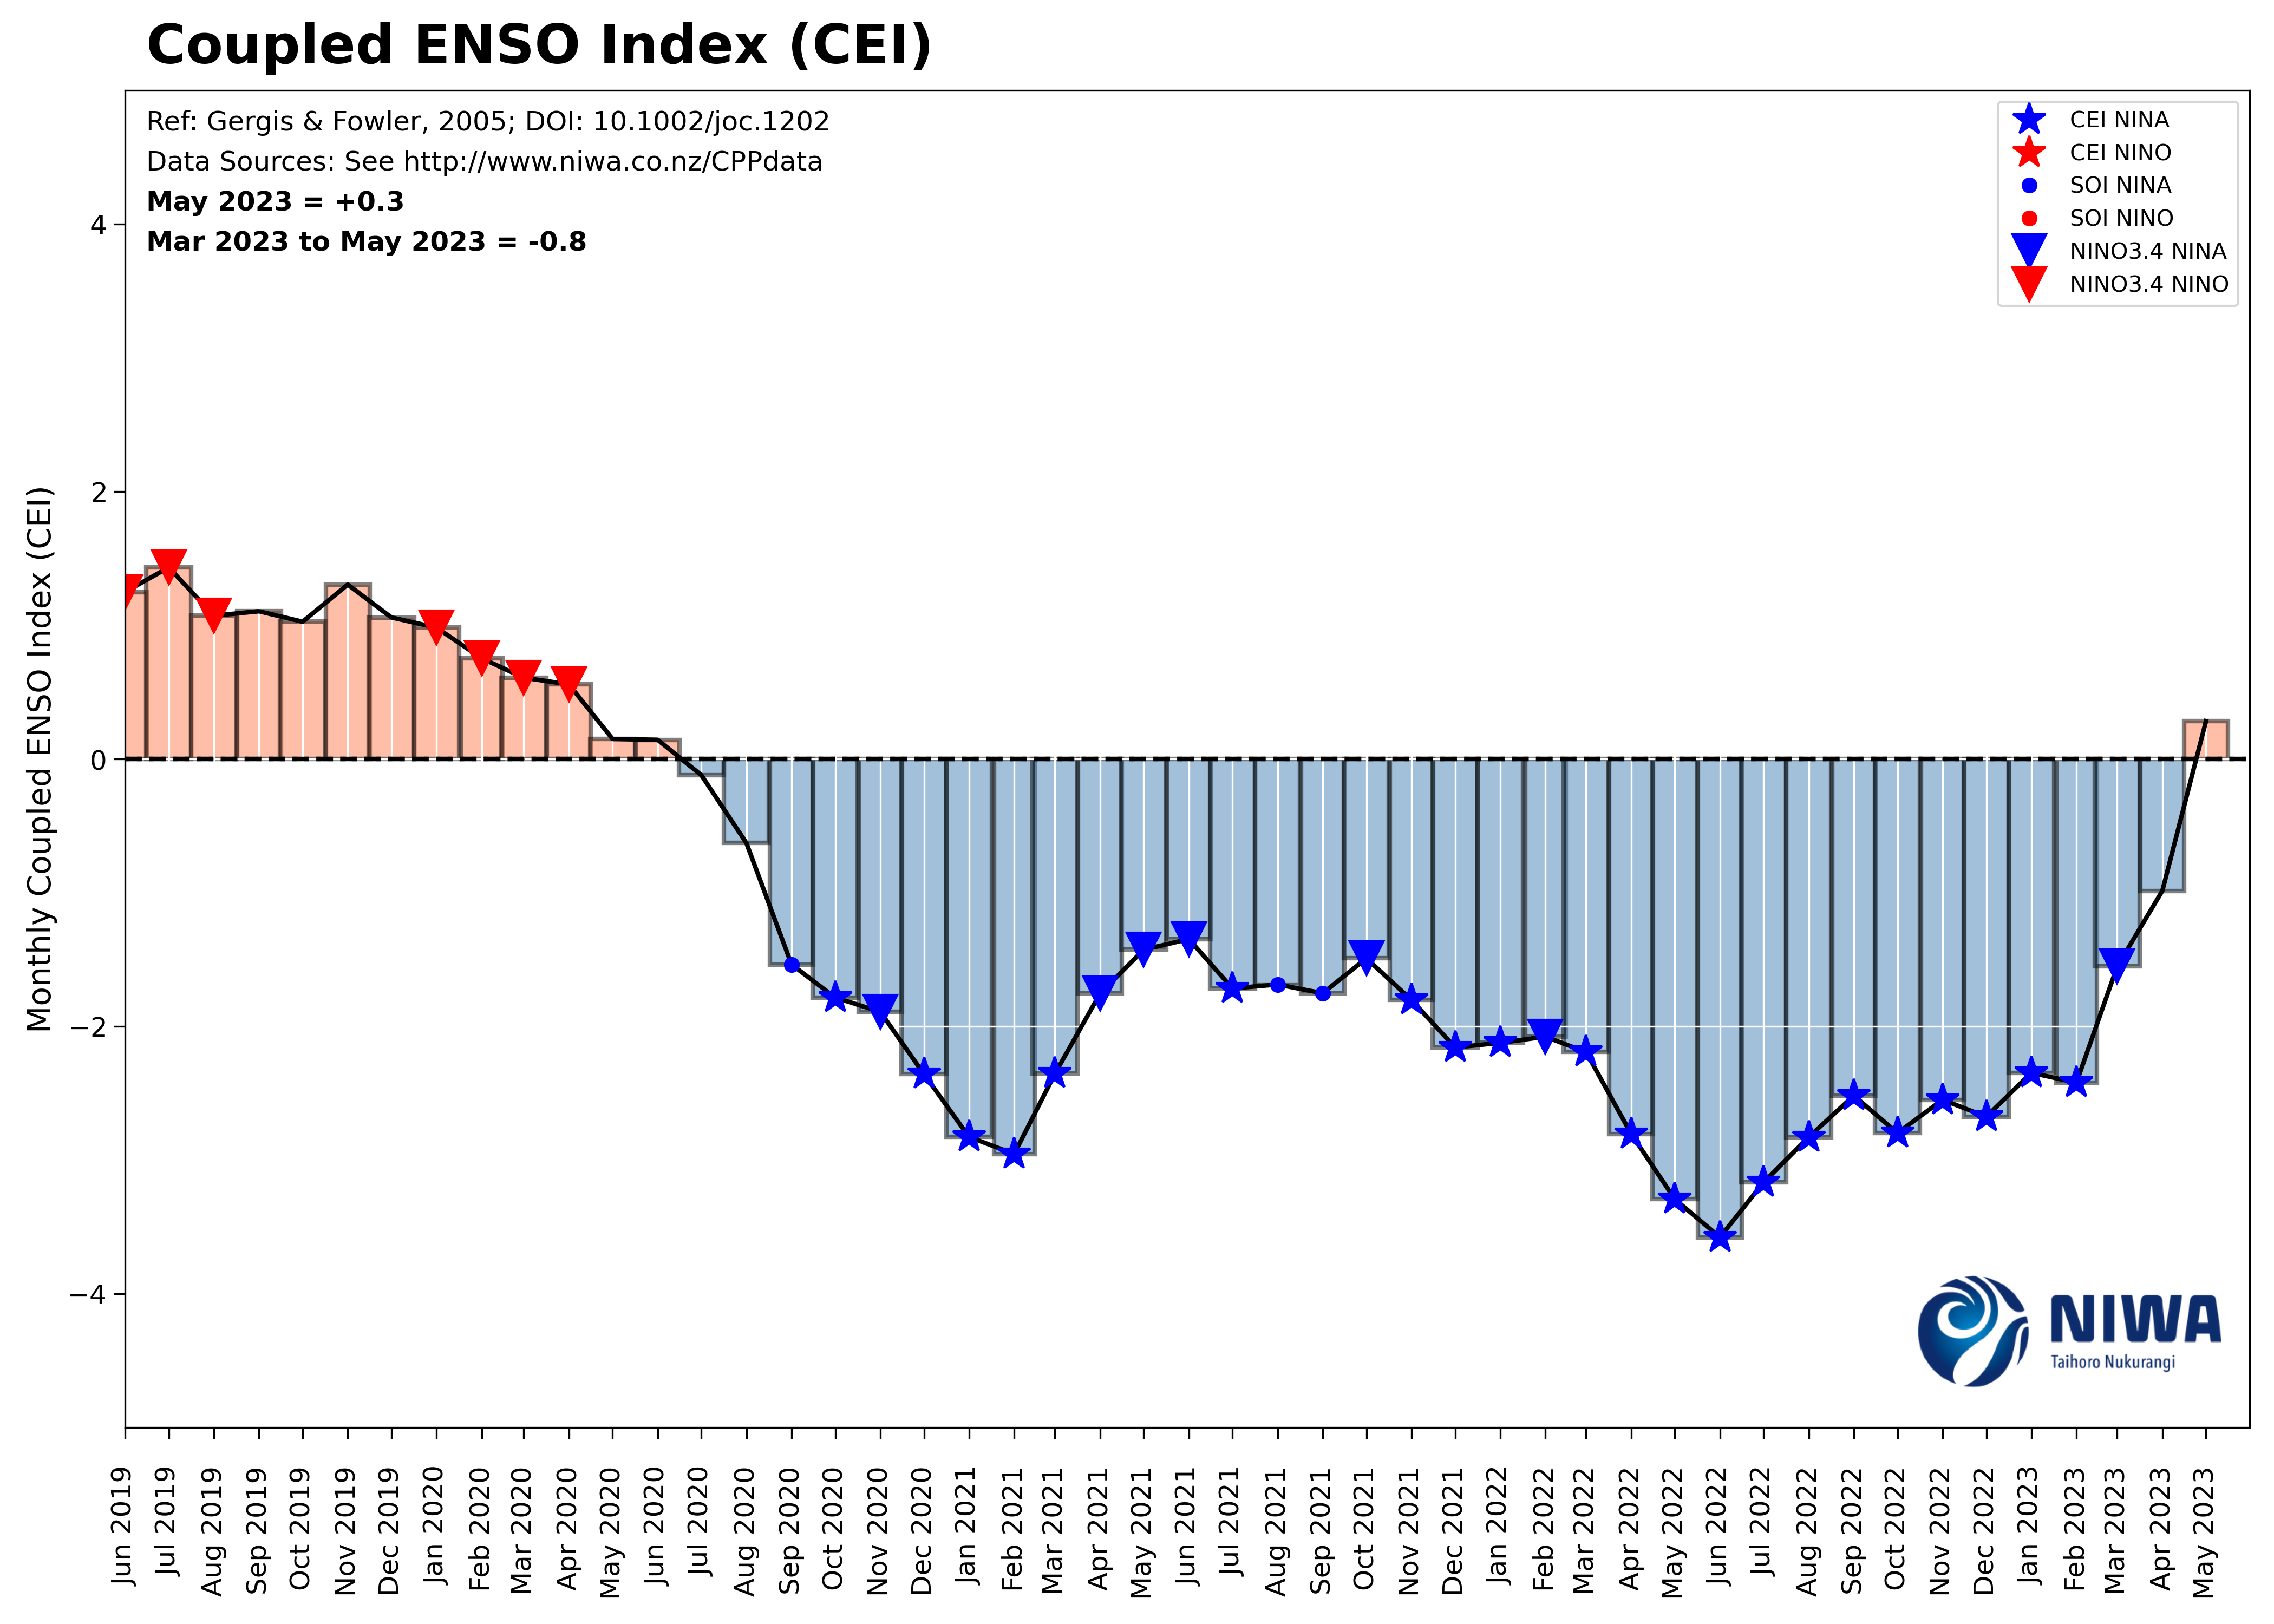 Coupled ENSO Index (CEI)
Ref: Gergis & Fowler, 2005; DOI: 10.1002/joc.1202
Data Sources: See http://www.niwa.co.nz/CPPdata
May 2023 = +0.3
Mar 2023 to May 2023 = -0.8
CEI NINA
CEI NINO
SOI NINA
SOI NINO
NINO3.4 NINA
NINO3.4 NINO
Monthly Coupled ENSO Index (CEI)
4
2
0
−2
−4
NIWA
Taihoro Nukurangi
Jun 2019
Jul 2019
Aug 2019
Sep 2019
Oct 2019
Nov 2019
Dec 2019
Jan 2020
Feb 2020
Mar 2020
Apr 2020
May 2020
Jun 2020
Jul 2020
Aug 2020
Sep 2020
Oct 2020
Nov 2020
Dec 2020
Jan 2021
Feb 2021
Mar 2021
Apr 2021
May 2021
Jun 2021
Jul 2021
Aug 2021
Sep 2021
Oct 2021
Nov 2021
Dec 2021
Jan 2022
Feb 2022
Mar 2022
Apr 2022
May 2022
Jun 2022
Jul 2022
Aug 2022
Sep 2022
Oct 2022
Nov 2022
Dec 2022
Jan 2023
Feb 2023
Mar 2023
Apr 2023
May 2023